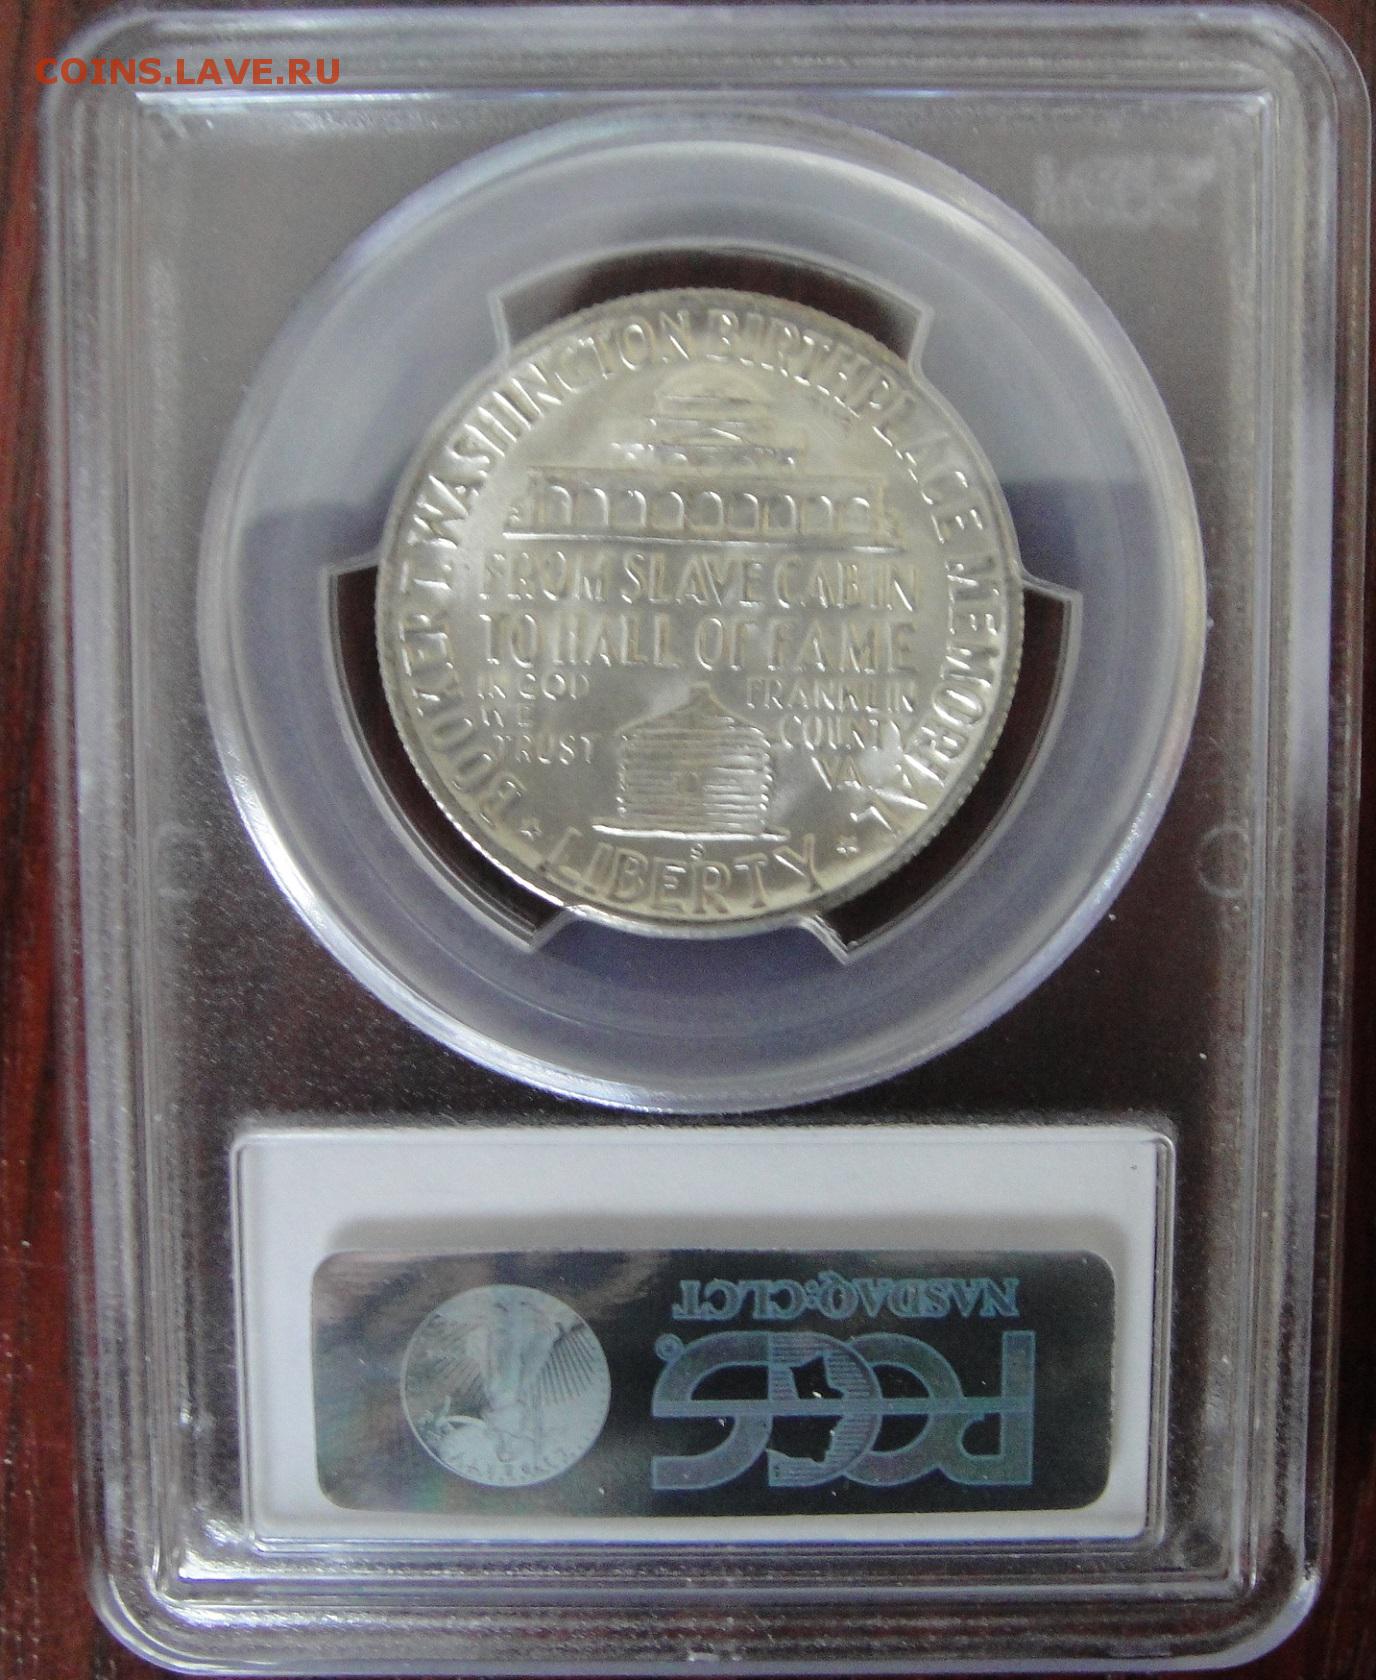 COINS.LAVE.RU
BOOKER T. WASHINGTON BIRTHPLACE MEMORIAL
FROM SLAVE CABIN
TO HALL OF FAME
IN GOD
WE
TRUST
FRANKLIN
COUNTY
VA.
S
LIBERTY
NASDAQ:CLCT
PCGS©